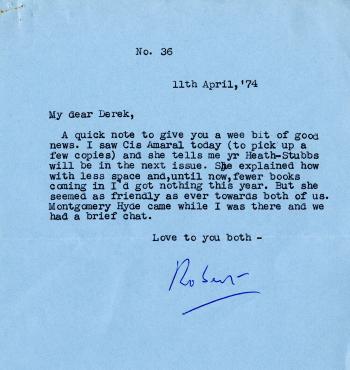 No. 36
11th April,'74
My dear Derek,
A quick note to give you a wee bit of good
news. I saw Cis Amaral today (to pick up a
few copies) and she tells me yr Heath-Stubbs
will be in the next issue. She explained how
with less space and,until now,fewer books
coming in I'd got nothing this year. But she
seemed as friendly as ever towards both of us.
Montgomery Hyde came while I was there and we
had a brief chat.
Love to you both -
Robert